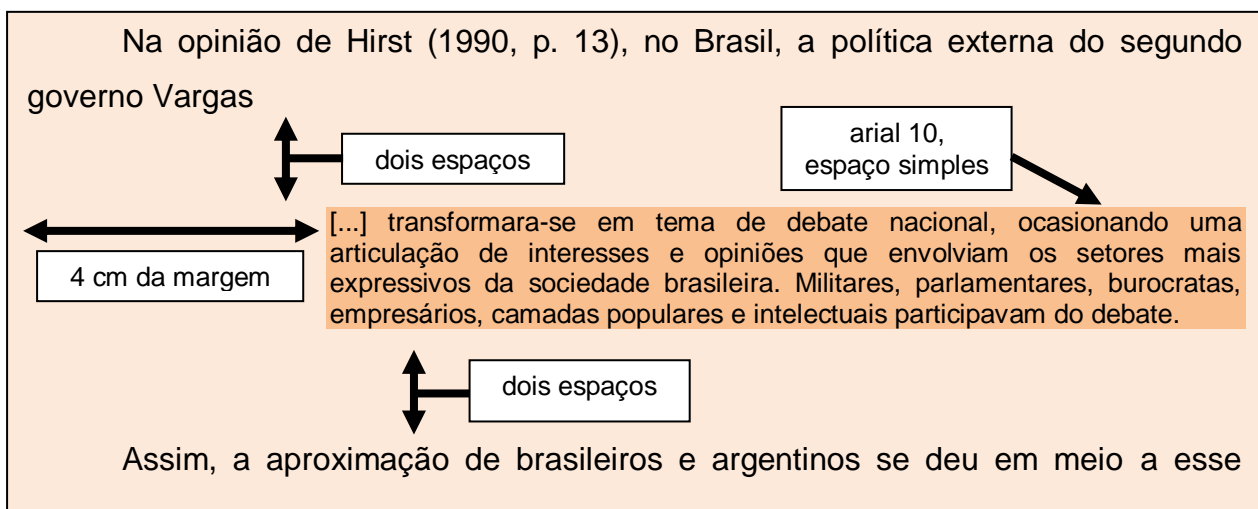 Na opinião de Hirst (1990, p. 13), no Brasil, a política externa do segundo
governo Vargas
arial 10,
espaço simples
dois espaços
[...] transformara-se em tema de debate nacional, ocasionando uma
articulação de interesses e opiniões que envolviam os setores mais
expressivos da sociedade brasileira. Militares, parlamentares, burocratas,
empresários, camadas populares e intelectuais participavam do debate.
4 cm da margem
dois espaços
Assim, a aproximação de brasileiros e argentinos se deu em meio a esse